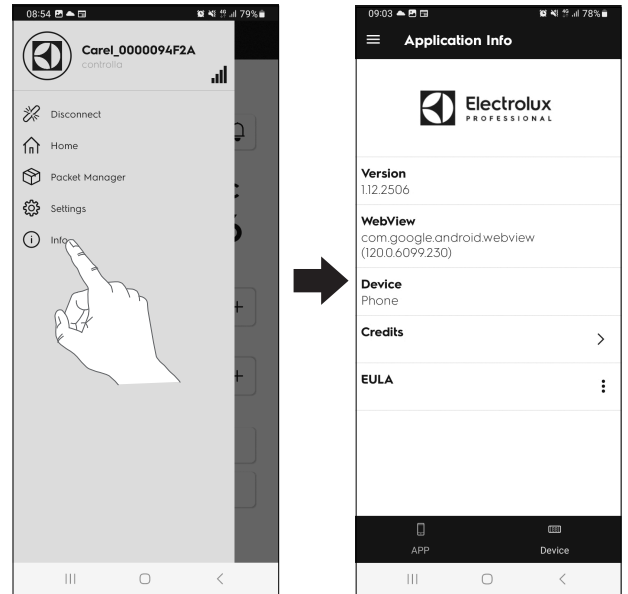 08:54
79%
Carel_0000094F2A
controlla
Disconnect
Home
Packet Manager
Settings
Info
09:03
78%
Application Info
Electrolux
PROFESSIONAL
Version
1.12.2506
WebView
com.google.android.webview
(120.0.6099.230)
Device
Phone
Credits
EULA
APP
Device